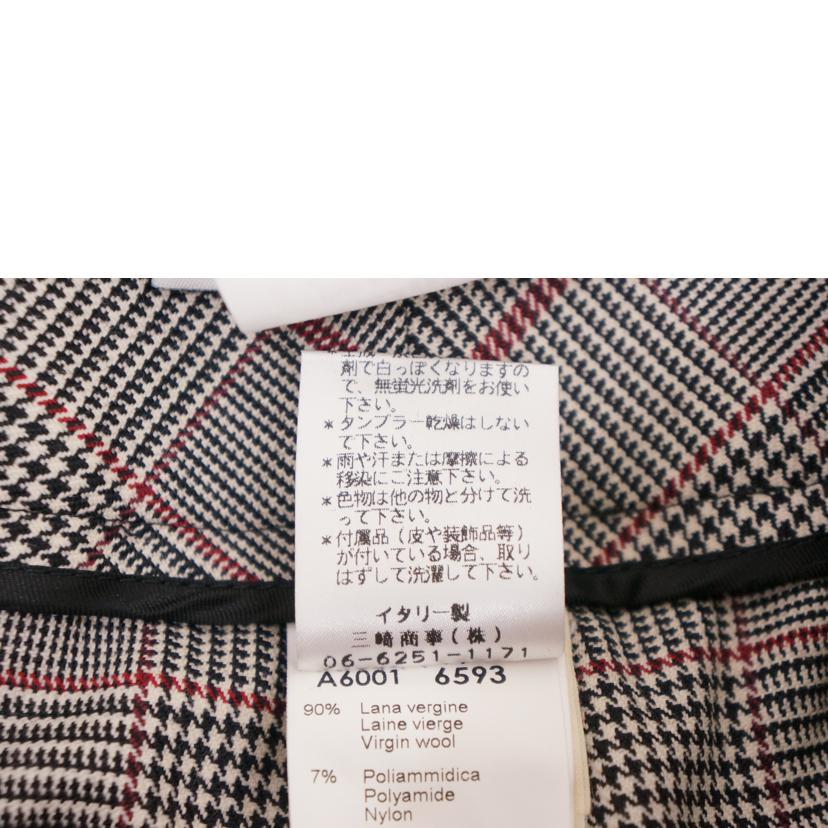 剤で白っぽくなりますの
で、無蛍光洗剤をお使い
下さい。
*タンブラー乾燥はしない
で下さい。
*雨や汗または摩擦による
移染にご注意下さい。
*色物は他の物と分けて洗
って下さい。
*付属品(皮や装飾品等)
が付いている場合、取り
はずして洗濯して下さい。
イタリー製
三崎商事(株)
06-6251-1171
A6001 6593
90% Lana vergine
Laine vierge
Virgin wool
7% Poliammidica
Polyamide
Nylon